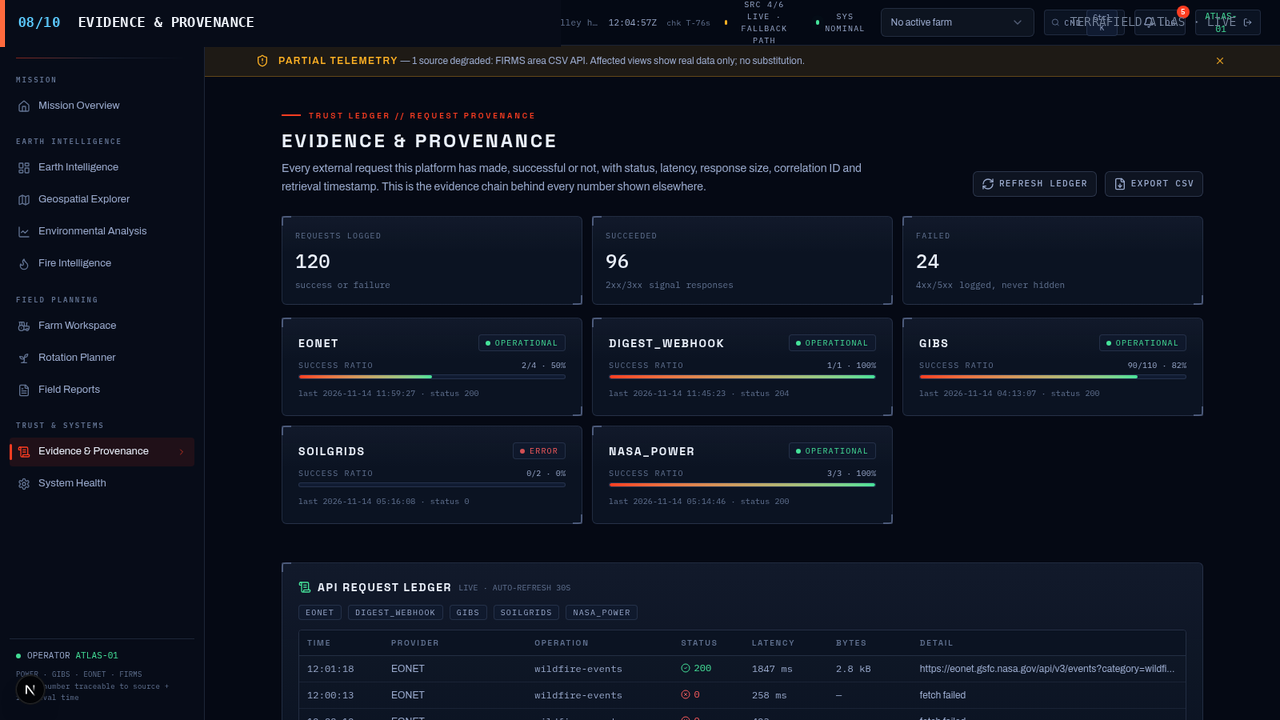 08/10 EVIDENCE & PROVENANCE
lley h… 12:04:57Z chk T-76s
SRC 4/6
LIVE ·
FALLBACK
PATH
SYS
NOMINAL
No active farm
TERRAFIELD ATLAS · LIVE
5
ATLAS-
01
PARTIAL TELEMETRY — 1 source degraded: FIRMS area CSV API. Affected views show real data only; no substitution.
MISSION
Mission Overview
EARTH INTELLIGENCE
Earth Intelligence
Geospatial Explorer
Environmental Analysis
Fire Intelligence
FIELD PLANNING
Farm Workspace
Rotation Planner
Field Reports
TRUST & SYSTEMS
Evidence & Provenance
System Health
OPERATOR ATLAS-01
POWER · GIBS · EONET · FIRMS
number traceable to source +
val time
N
TRUST LEDGER // REQUEST PROVENANCE
EVIDENCE & PROVENANCE
Every external request this platform has made, successful or not, with status, latency, response size, correlation ID and
retrieval timestamp. This is the evidence chain behind every number shown elsewhere.
REFRESH LEDGER
EXPORT CSV
REQUESTS LOGGED
120
success or failure
SUCCEEDED
96
2xx/3xx signal responses
FAILED
24
4xx/5xx logged, never hidden
EONET OPERATIONAL
SUCCESS RATIO 2/4 · 50%
last 2026-11-14 11:59:27 · status 200
DIGEST_WEBHOOK OPERATIONAL
SUCCESS RATIO 1/1 · 100%
last 2026-11-14 11:45:23 · status 204
GIBS OPERATIONAL
SUCCESS RATIO 90/110 · 82%
last 2026-11-14 04:13:07 · status 200
SOILGRIDS ERROR
SUCCESS RATIO 0/2 · 0%
last 2026-11-14 05:16:08 · status 0
NASA_POWER OPERATIONAL
SUCCESS RATIO 3/3 · 100%
last 2026-11-14 05:14:46 · status 200
API REQUEST LEDGER LIVE · AUTO-REFRESH 30S
EONET DIGEST_WEBHOOK GIBS SOILGRIDS NASA_POWER
TIME PROVIDER OPERATION STATUS LATENCY BYTES DETAIL
12:01:18 EONET wildfire-events 200 1847 ms 2.8 kB https://eonet.gsfc.nasa.gov/api/v3/events?category=wildfi…
12:00:13 EONET wildfire-events 0 258 ms — fetch failed